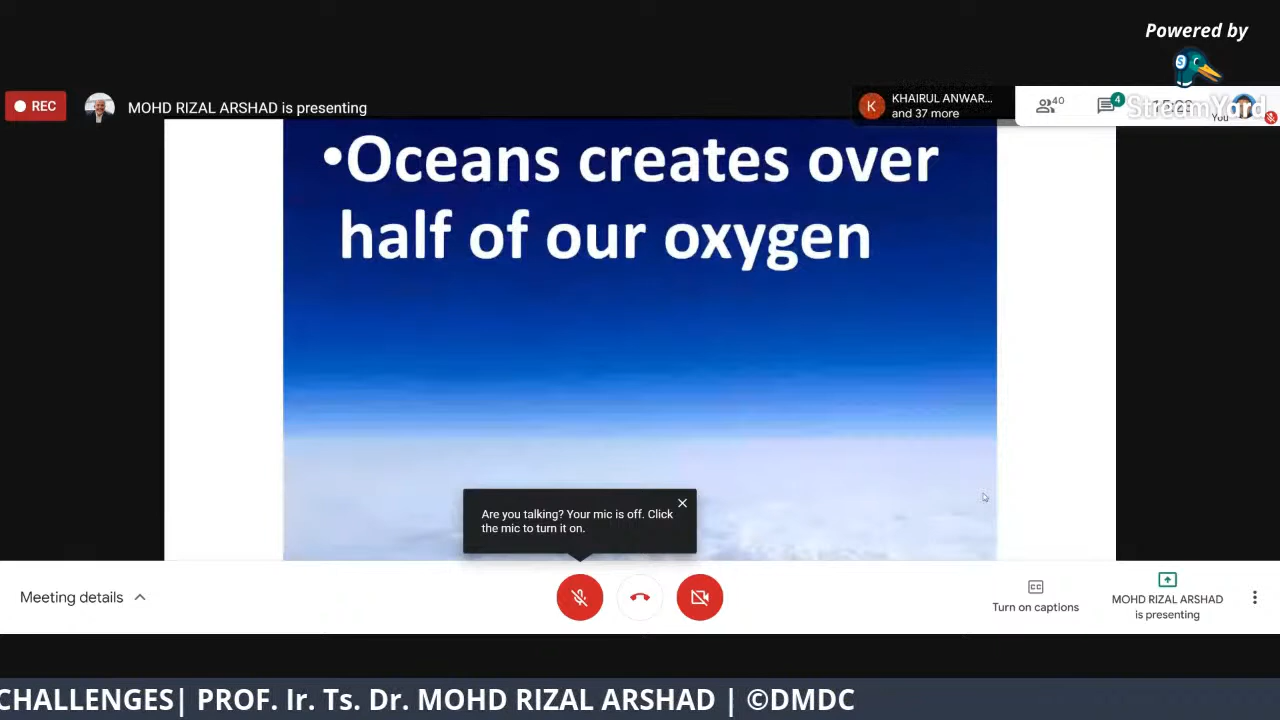 Powered by
S
REC
MOHD RIZAL ARSHAD is presenting
K
KHAIRUL ANWAR...
and 37 more
40
4
StreamYard
You
•Oceans creates over
half of our oxygen
Are you talking? Your mic is off. Click
the mic to turn it on.
Meeting details
CC
Turn on captions
MOHD RIZAL ARSHAD
is presenting
CHALLENGES| PROF. Ir. Ts. Dr. MOHD RIZAL ARSHAD | ©DMDC